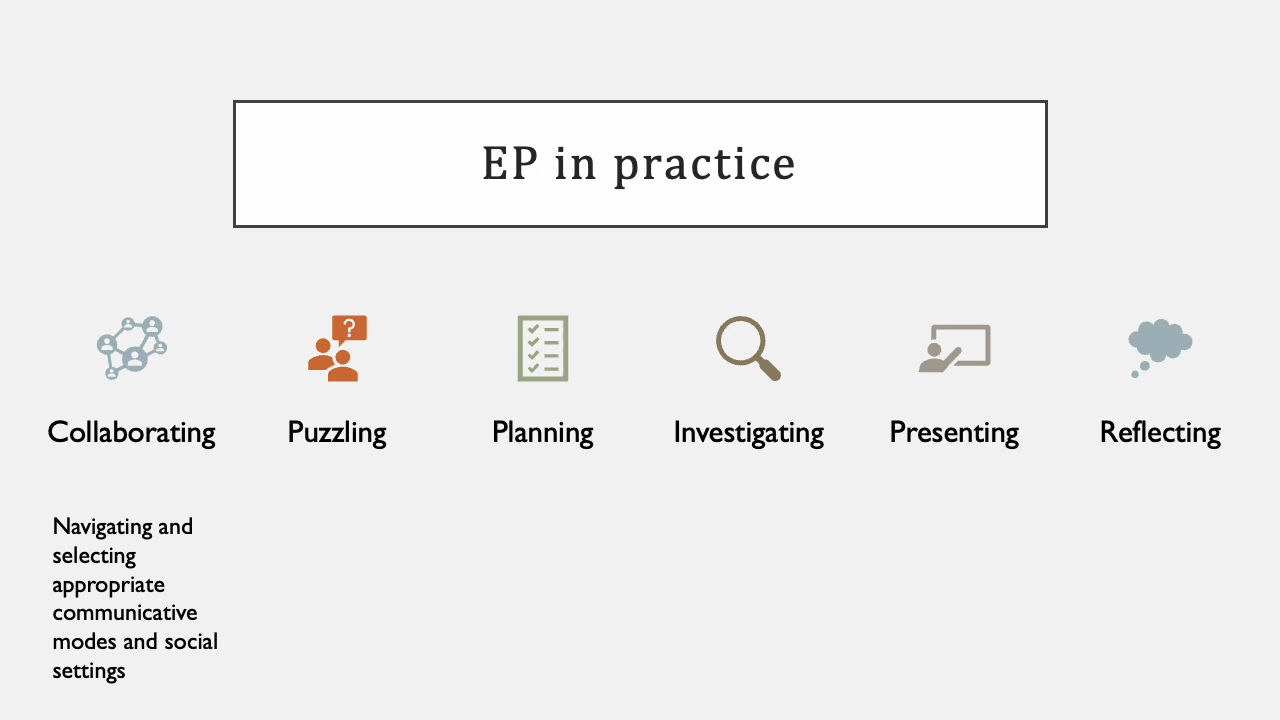 EP in practice
?
Collaborating
Puzzling
Planning
Investigating
Presenting
Reflecting
Navigating and
selecting
appropriate
communicative
modes and social
settings